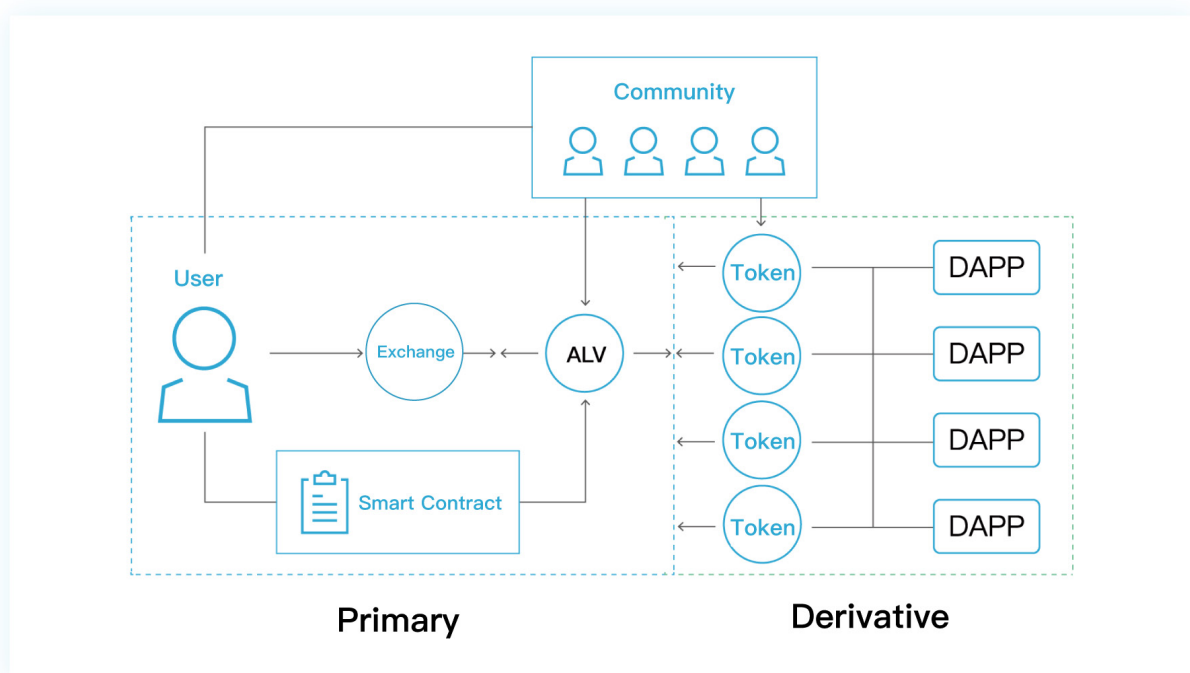 Community
User
Exchange
ALV
Smart Contract
Token
DAPP
Token
DAPP
Token
DAPP
Token
DAPP
Primary
Derivative